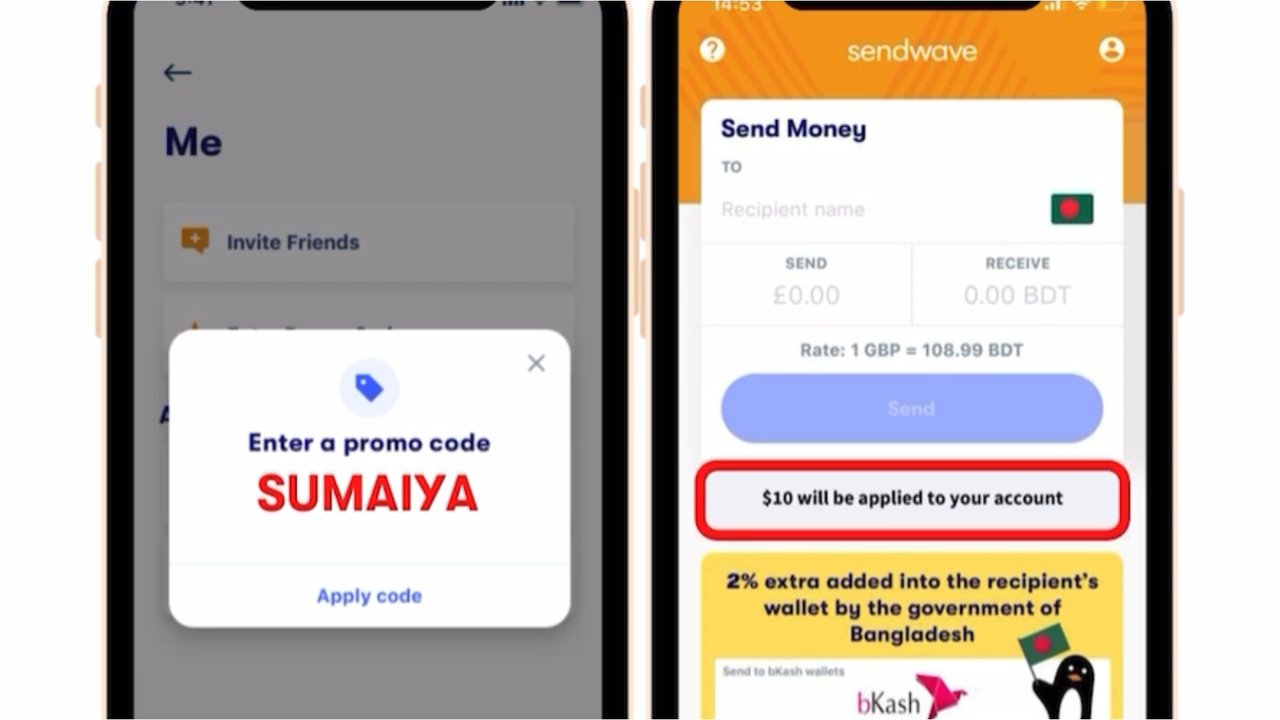 Me
Invite Friends
Enter a promo code
SUMAIYA
Apply code
14:53
sendwave
Send Money
TO
Recipient name
SEND
RECEIVE
£0.00
0.00 BDT
Rate: 1 GBP = 108.99 BDT
Send
$10 will be applied to your account
2% extra added into the recipient's
wallet by the government of
Bangladesh
Send to bKash wallets
bKash